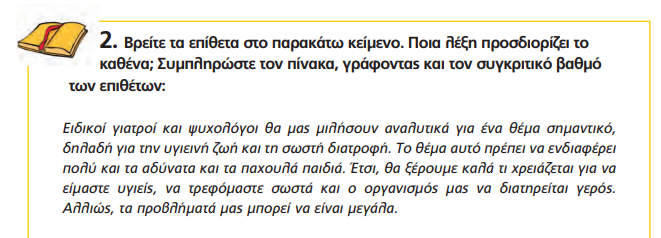 2. Βρείτε τα επίθετα στο παρακάτω κείμενο. Ποια λέξη προσδιορίζει το
καθένα; Συμπληρώστε τον πίνακα, γράφοντας και τον συγκριτικό βαθμό
των επιθέτων:
Ειδικοί γιατροί και ψυχολόγοι θα μας μιλήσουν αναλυτικά για ένα θέμα σημαντικό,
δηλαδή για την υγιεινή ζωή και τη σωστή διατροφή. Το θέμα αυτό πρέπει να ενδιαφέρει
πολύ και τα αδύνατα και τα παχουλά παιδιά. Έτσι, θα ξέρουμε καλά τι χρειάζεται για να
είμαστε υγιείς, να τρεφόμαστε σωστά και ο οργανισμός μας να διατηρείται γερός.
Αλλιώς, τα προβλήματά μας μπορεί να είναι μεγάλα.